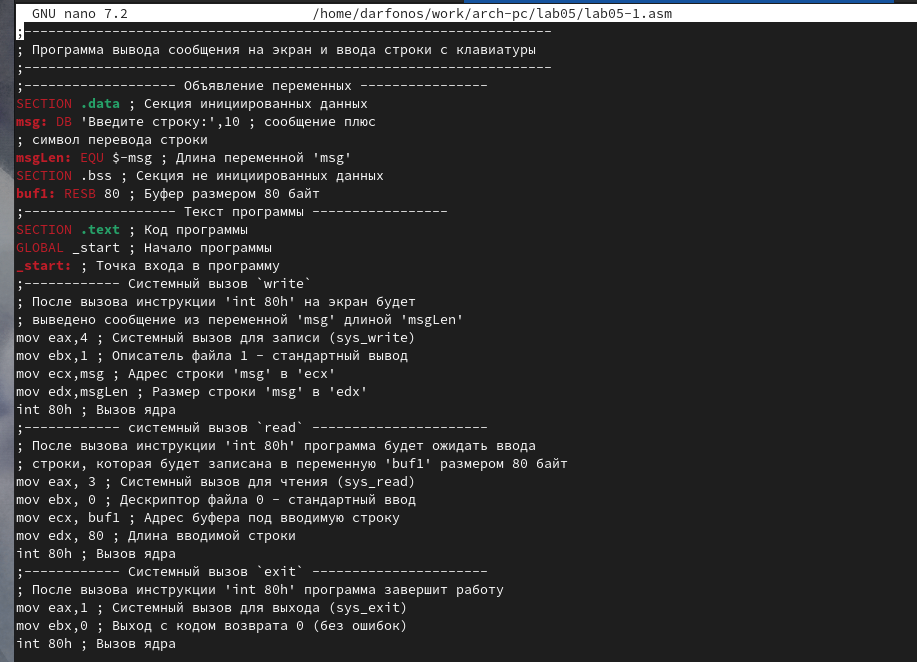 GNU nano 7.2 /home/darfonos/work/arch-pc/lab05/lab05-1.asm
;------------------------------------------------------------------
; Программа вывода сообщения на экран и ввода строки с клавиатуры
;------------------------------------------------------------------
;------------------- Объявление переменных ----------------
SECTION .data ; Секция инициированных данных
msg: DB 'Введите строку:',10 ; сообщение плюс
; символ перевода строки
msgLen: EQU $-msg ; Длина переменной 'msg'
SECTION .bss ; Секция не инициированных данных
buf1: RESB 80 ; Буфер размером 80 байт
;------------------- Текст программы -----------------
SECTION .text ; Код программы
GLOBAL _start ; Начало программы
_start: ; Точка входа в программу
;------------ Системный вызов `write`
; После вызова инструкции 'int 80h' на экран будет
; выведено сообщение из переменной 'msg' длиной 'msgLen'
mov eax,4 ; Системный вызов для записи (sys_write)
mov ebx,1 ; Описатель файла 1 - стандартный вывод
mov ecx,msg ; Адрес строки 'msg' в 'ecx'
mov edx,msgLen ; Размер строки 'msg' в 'edx'
int 80h ; Вызов ядра
;------------ системный вызов `read` ----------------------
; После вызова инструкции 'int 80h' программа будет ожидать ввода
; строки, которая будет записана в переменную 'buf1' размером 80 байт
mov eax, 3 ; Системный вызов для чтения (sys_read)
mov ebx, 0 ; Дескриптор файла 0 - стандартный ввод
mov ecx, buf1 ; Адрес буфера под вводимую строку
mov edx, 80 ; Длина вводимой строки
int 80h ; Вызов ядра
;------------ Системный вызов `exit` ----------------------
; После вызова инструкции 'int 80h' программа завершит работу
mov eax,1 ; Системный вызов для выхода (sys_exit)
mov ebx,0 ; Выход с кодом возврата 0 (без ошибок)
int 80h ; Вызов ядра